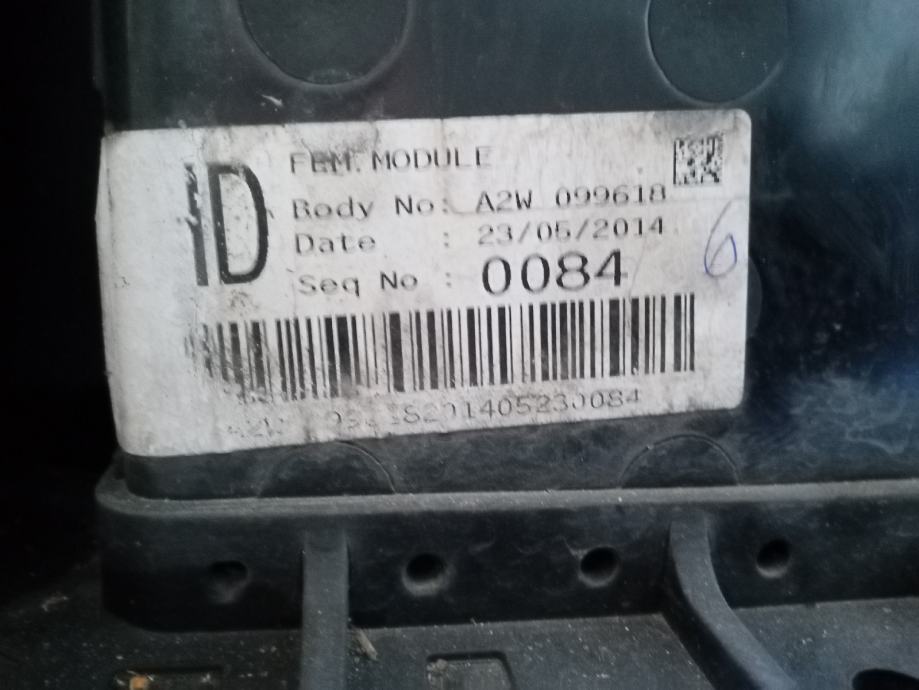 ID
FEM. MODULE
Body No: A2W 099618
Date : 23/05/2014
Seq No : 0084
6